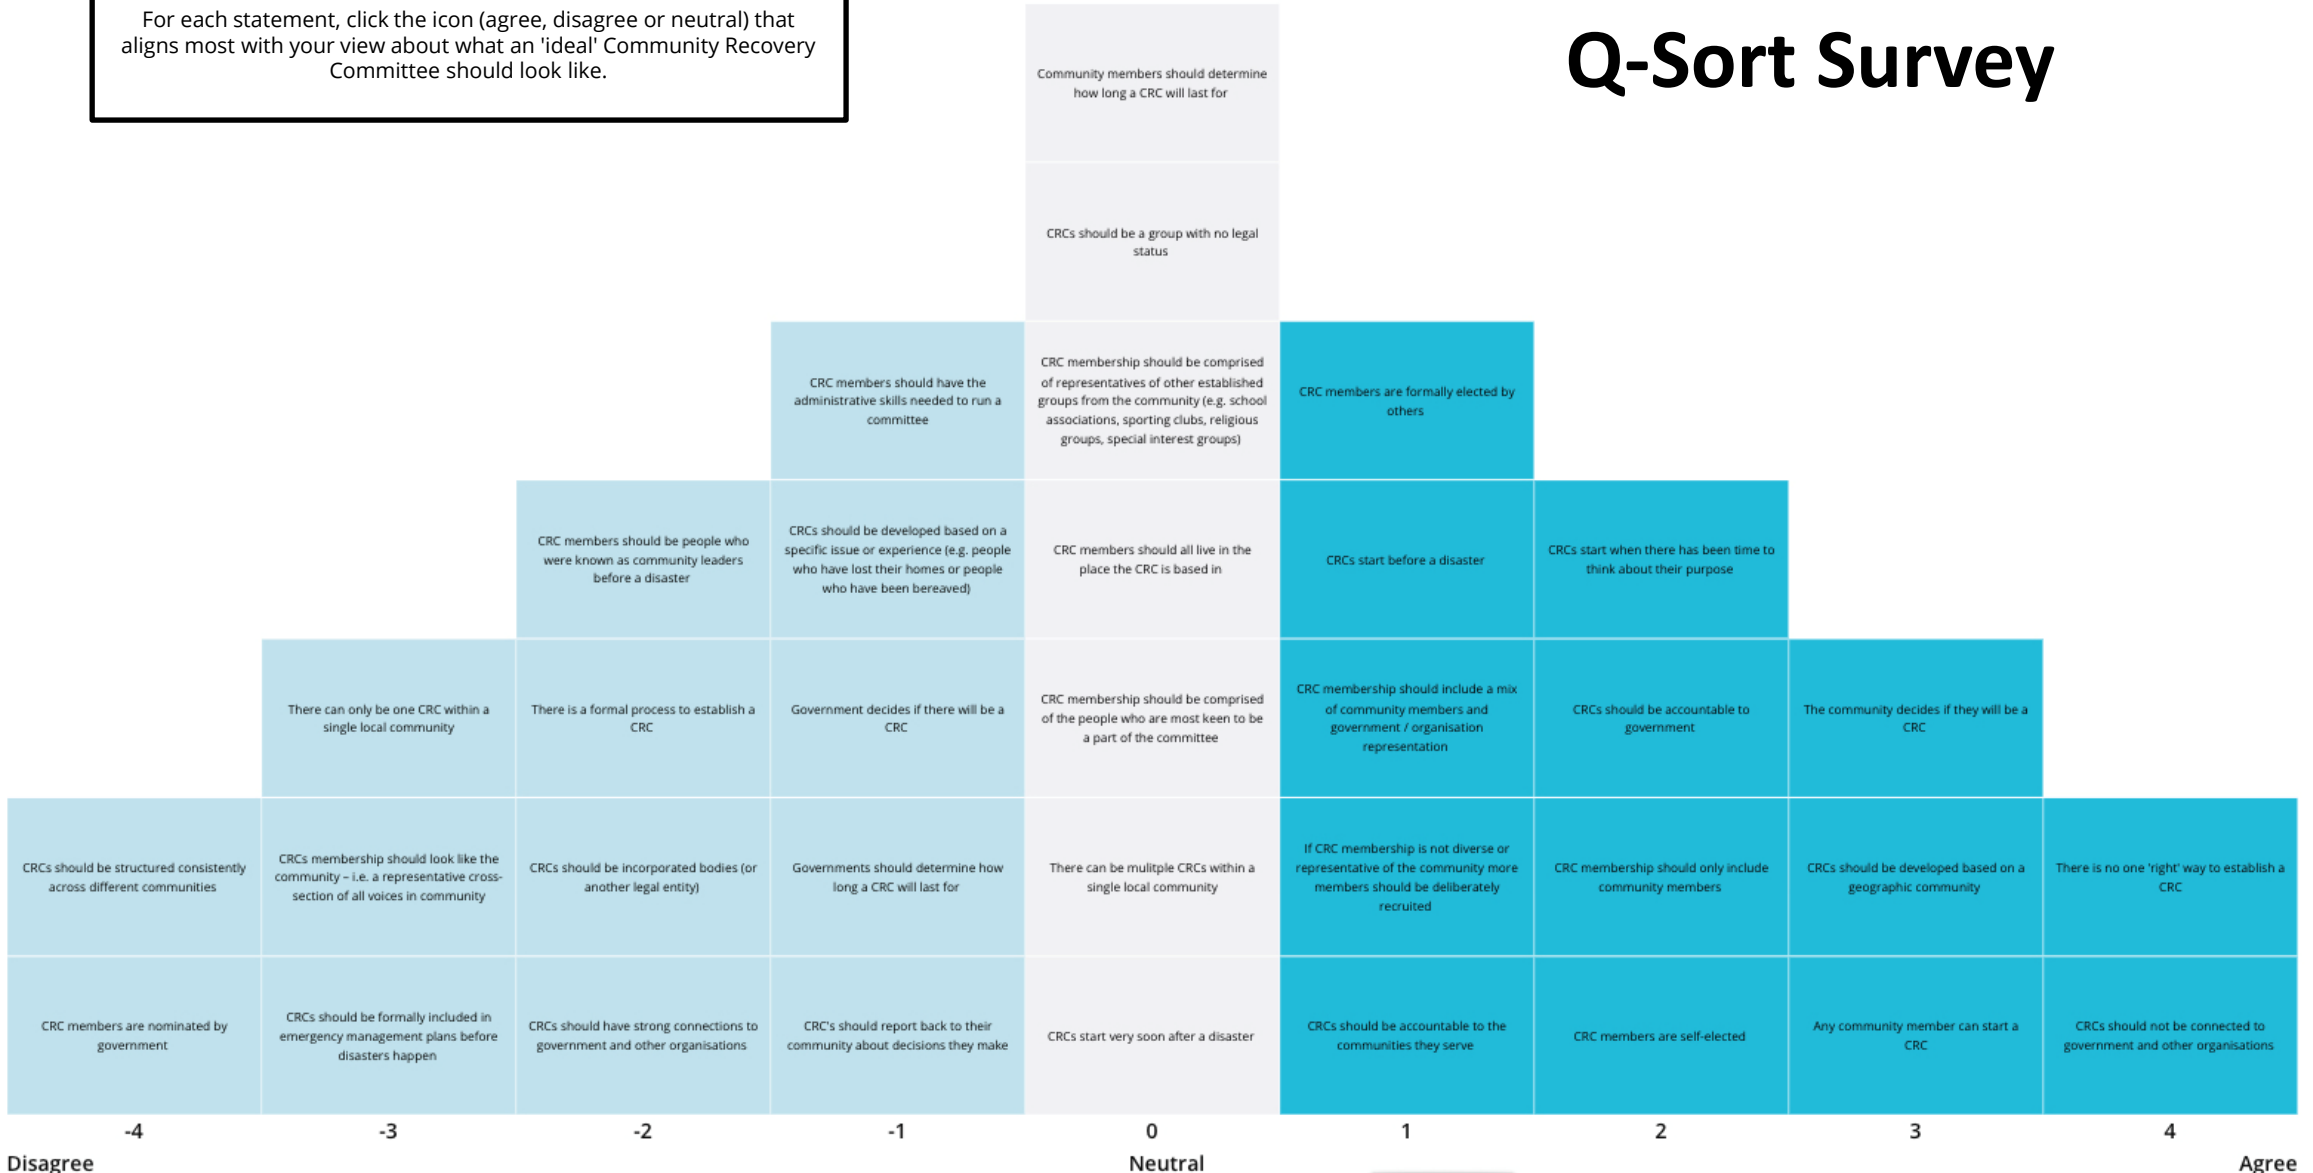 For each statement, click the icon (agree, disagree or neutral) that
aligns most with your view about what an 'ideal' Community Recovery
Committee should look like.
Q-Sort Survey
Community members should determine
how long a CRC will last for
CRCs should be a group with no legal
status
CRC members should have the
administrative skills needed to run a
committee
CRC membership should be comprised
of representatives of other established
groups from the community (e.g. school
associations, sporting clubs, religious
groups, special interest groups)
CRC members are formally elected by
others
CRC members should be people who
were known as community leaders
before a disaster
CRCs should be developed based on a
specific issue or experience (e.g. people
who have lost their homes or people
who have been bereaved)
CRC members should all live in the
place the CRC is based in
CRCs start before a disaster
CRCs start when there has been time to
think about their purpose
There can only be one CRC within a
single local community
There is a formal process to establish a
CRC
Government decides if there will be a
CRC
CRC membership should be comprised
of the people who are most keen to be
a part of the committee
CRC membership should include a mix
of community members and
government / organisation
representation
CRCs should be accountable to
government
The community decides if they will be a
CRC
CRCs should be structured consistently
across different communities
CRCs membership should look like the
community – i.e. a representative cross-
section of all voices in community
CRCs should be incorporated bodies (or
another legal entity)
Governments should determine how
long a CRC will last for
There can be mulitple CRCs within a
single local community
If CRC membership is not diverse or
representative of the community more
members should be deliberately
recruited
CRC membership should only include
community members
CRCs should be developed based on a
geographic community
There is no one 'right' way to establish a
CRC
CRC members are nominated by
government
CRCs should be formally included in
emergency management plans before
disasters happen
CRCs should have strong connections to
government and other organisations
CRC's should report back to their
community about decisions they make
CRCs start very soon after a disaster
CRCs should be accountable to the
communities they serve
CRC members are self-elected
Any community member can start a
CRC
CRCs should not be connected to
government and other organisations
-4 -3 -2 -1 0 1 2 3 4
Disagree Neutral Agree